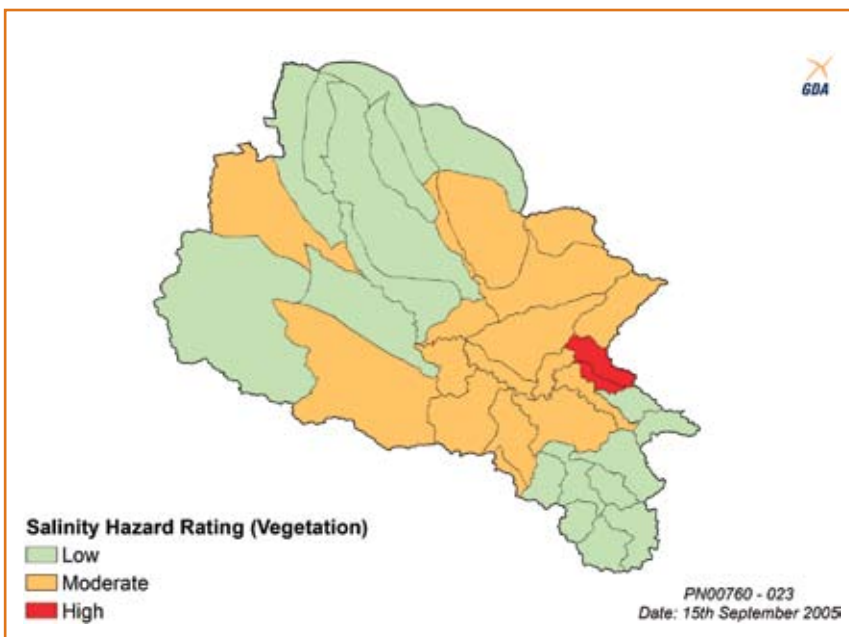 GDA
Salinity Hazard Rating (Vegetation)
Low
Moderate
High
PN00760 - 023
Date: 15th September 2005